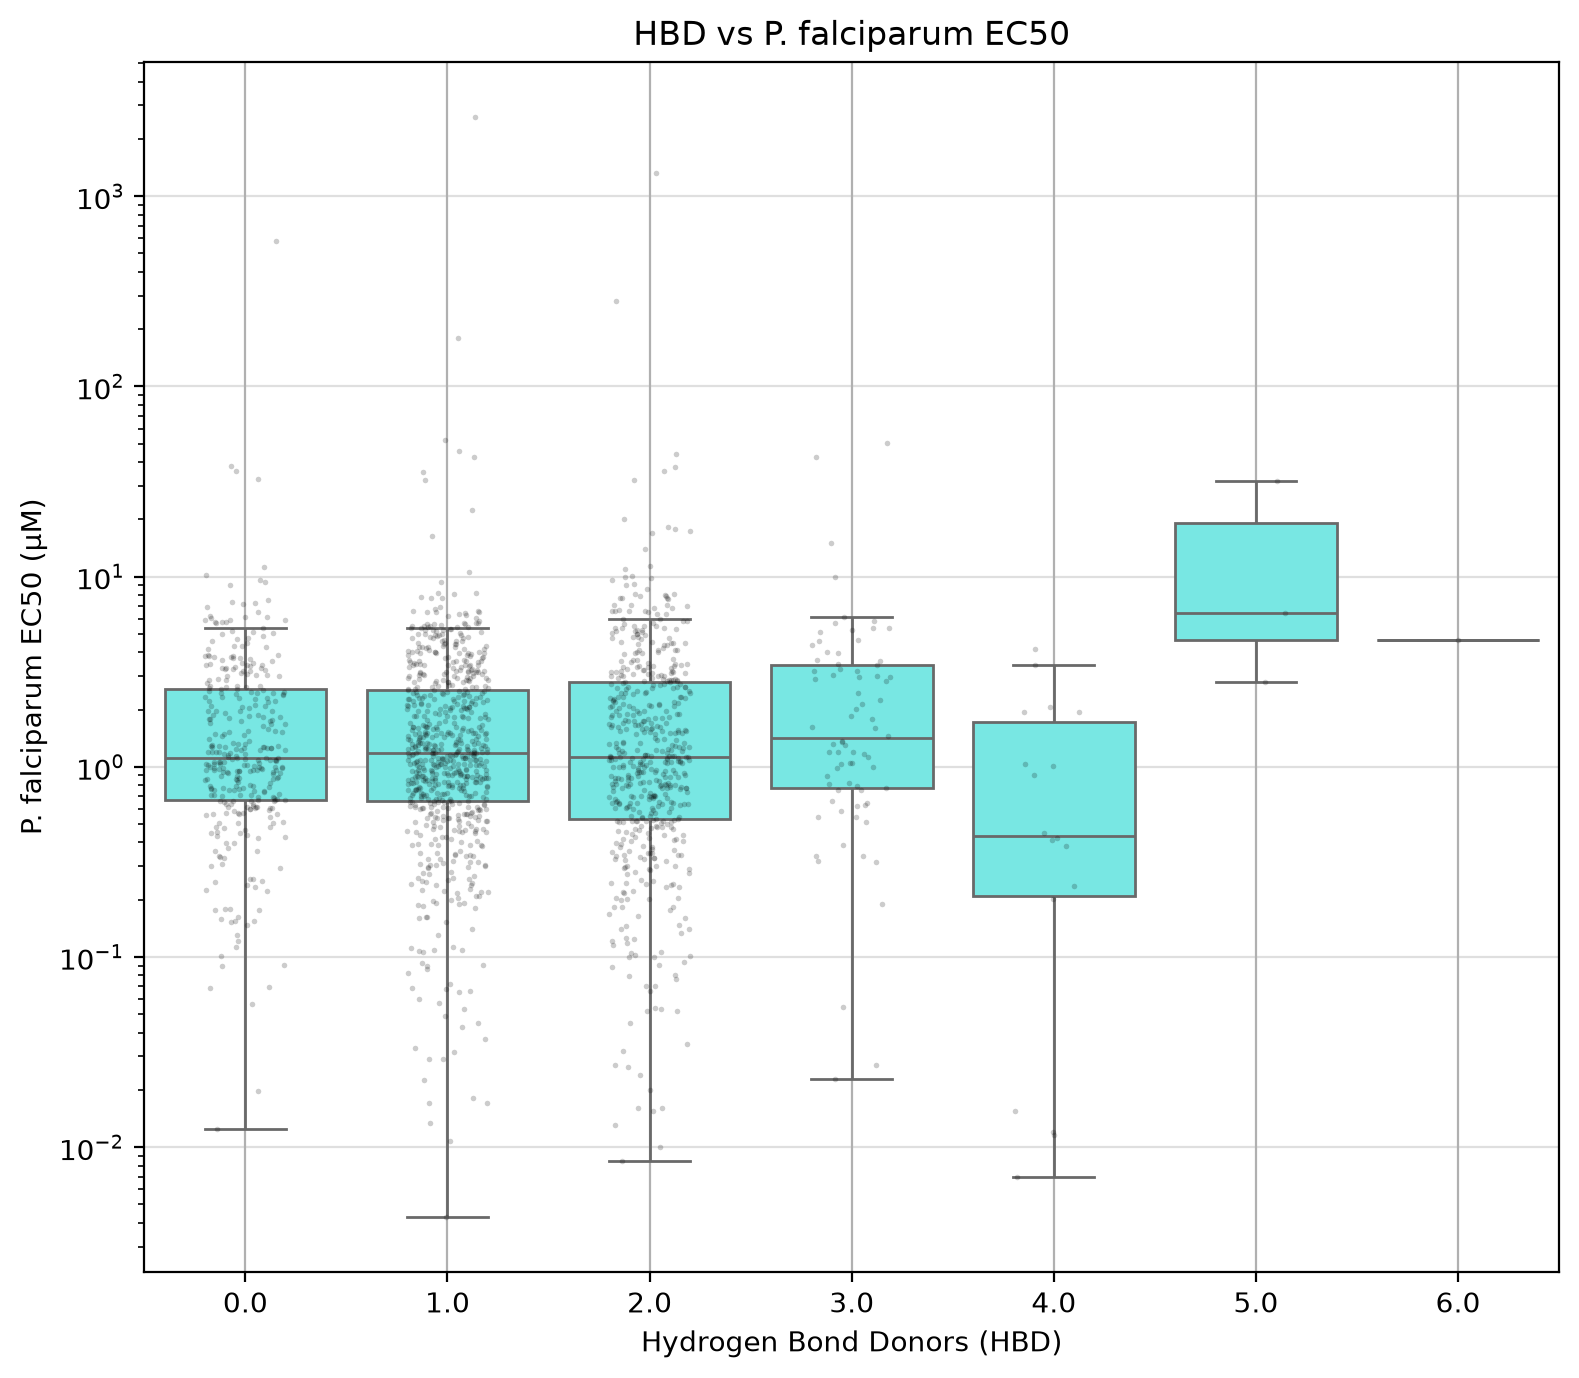 HBD vs P. falciparum EC50
P. falciparum EC50 (µM)
10³
10²
10¹
10⁰
10⁻¹
10⁻²
0.0 1.0 2.0 3.0 4.0 5.0 6.0
Hydrogen Bond Donors (HBD)